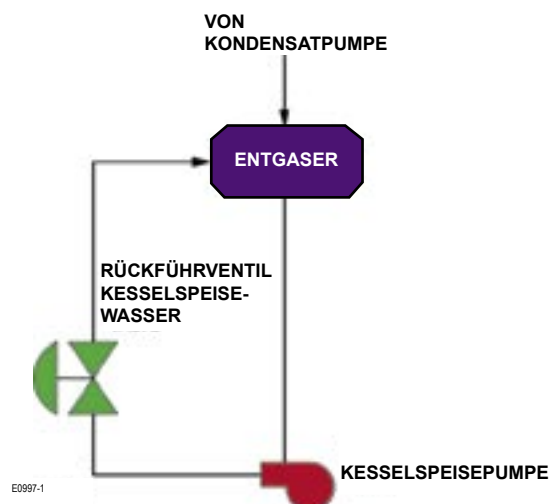 VON
KONDENSATPUMPE
ENTGASER
RÜCKFÜHRVENTIL
KESSELSPEISE-
WASSER
KESSELSPEISEPUMPE
E0997-1